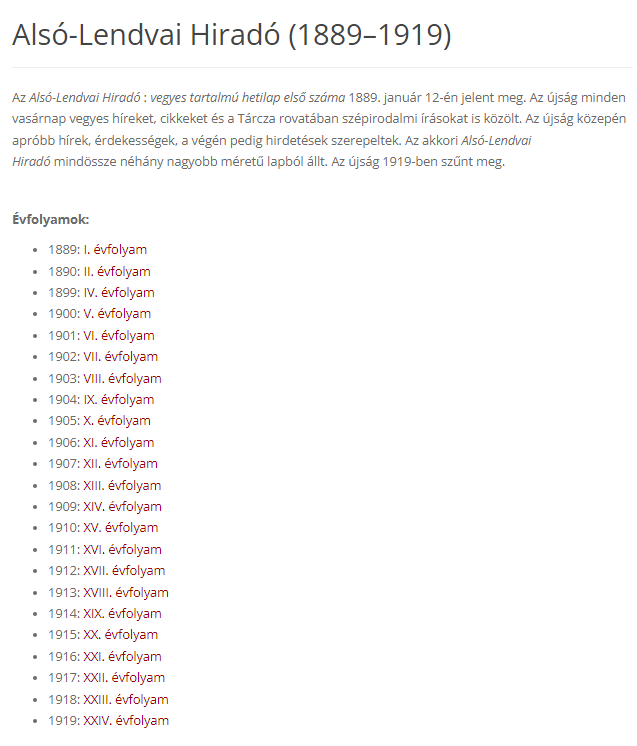 Alsó-Lendvai Hiradó (1889–1919)
Az Alsó-Lendvai Hiradó : vegyes tartalmú hetilap első száma 1889. január 12-én jelent meg. Az újság minden
vasárnap vegyes híreket, cikkeket és a Tárcza rovatában szépirodalmi írásokat is közölt. Az újság közepén
apróbb hírek, érdekességek, a végén pedig hirdetések szerepeltek. Az akkori Alsó-Lendvai
Hiradó mindössze néhány nagyobb méretű lapból állt. Az újság 1919-ben szűnt meg.
Évfolyamok:
• 1889: I. évfolyam
• 1890: II. évfolyam
• 1899: IV. évfolyam
• 1900: V. évfolyam
• 1901: VI. évfolyam
• 1902: VII. évfolyam
• 1903: VIII. évfolyam
• 1904: IX. évfolyam
• 1905: X. évfolyam
• 1906: XI. évfolyam
• 1907: XII. évfolyam
• 1908: XIII. évfolyam
• 1909: XIV. évfolyam
• 1910: XV. évfolyam
• 1911: XVI. évfolyam
• 1912: XVII. évfolyam
• 1913: XVIII. évfolyam
• 1914: XIX. évfolyam
• 1915: XX. évfolyam
• 1916: XXI. évfolyam
• 1917: XXII. évfolyam
• 1918: XXIII. évfolyam
• 1919: XXIV. évfolyam